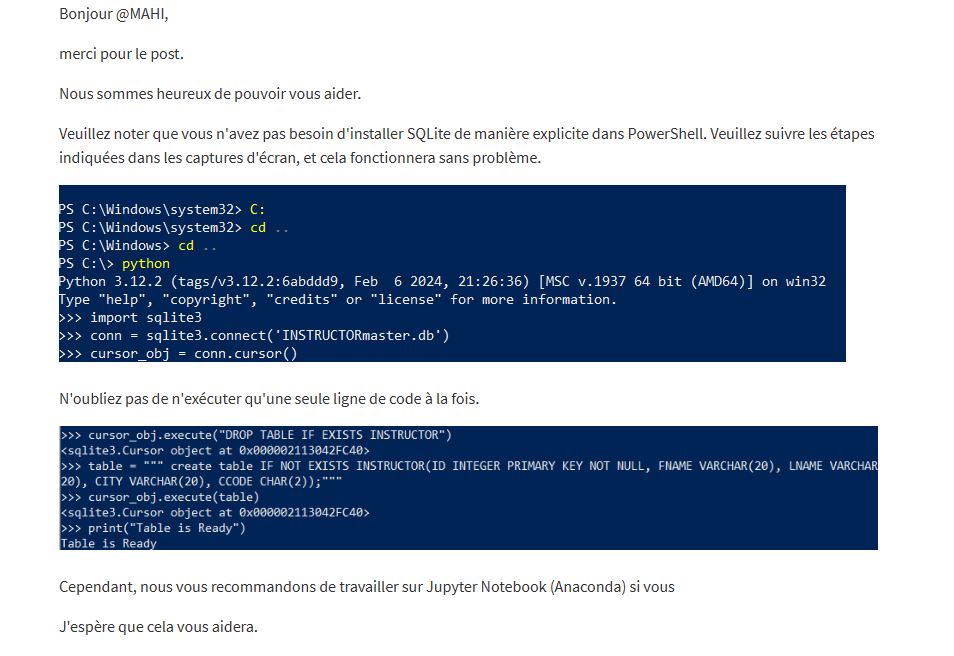 Bonjour @MAHI,
merci pour le post.
Nous sommes heureux de pouvoir vous aider.
Veuillez noter que vous n'avez pas besoin d'installer SQLite de manière explicite dans PowerShell. Veuillez suivre les étapes
indiquées dans les captures d'écran, et cela fonctionnera sans problème.
PS C:\Windows\system32> C:
PS C:\Windows\system32> cd ..
PS C:\Windows> cd ..
PS C:\> python
Python 3.12.2 (tags/v3.12.2:6abddd9, Feb  6 2024, 21:26:36) [MSC v.1937 64 bit (AMD64)] on win32
Type "help", "copyright", "credits" or "license" for more information.
>>> import sqlite3
>>> conn = sqlite3.connect('INSTRUCTORmaster.db')
>>> cursor_obj = conn.cursor()
N'oubliez pas de n'exécuter qu'une seule ligne de code à la fois.
>>> cursor_obj.execute("DROP TABLE IF EXISTS INSTRUCTOR")
<sqlite3.Cursor object at 0x000002113042FC40>
>>> table = """ create table IF NOT EXISTS INSTRUCTOR(ID INTEGER PRIMARY KEY NOT NULL, FNAME VARCHAR(20), LNAME VARCHAR
20), CITY VARCHAR(20), CCODE CHAR(2));"""
>>> cursor_obj.execute(table)
<sqlite3.Cursor object at 0x000002113042FC40>
>>> print("Table is Ready")
Table is Ready
Cependant, nous vous recommandons de travailler sur Jupyter Notebook (Anaconda) si vous
J'espère que cela vous aidera.